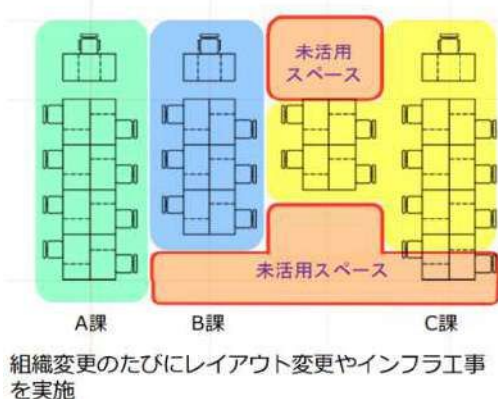 未活用
スペース
未活用スペース
A課
B課
C課
組織変更のたびにレイアウト変更やインフラ工事
を実施